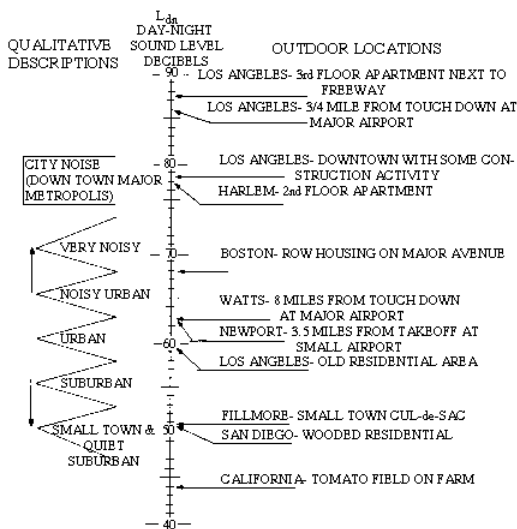 L dn
DAY-NIGHT
SOUND LEVEL
DECIBELS
QUALITATIVE
DESCRIPTIONS
OUTDOOR LOCATIONS
90
LOS ANGELES- 3rd FLOOR APARTMENT NEXT TO
FREEWAY
LOS ANGELES- 3/4 MILE FROM TOUCH DOWN AT
MAJOR AIRPORT
CITY NOISE
(DOWN TOWN MAJOR
METROPOLIS)
80
LOS ANGELES- DOWNTOWN WITH SOME CON-
STRUCTION ACTIVITY
HARLEM- 2nd FLOOR APARTMENT
VERY NOISY
70
BOSTON- ROW HOUSING ON MAJOR AVENUE
NOISY URBAN
WATTS- 8 MILES FROM TOUCH DOWN
AT MAJOR AIRPORT
URBAN
NEWPORT- 3.5 MILES FROM TAKEOFF AT
SMALL AIRPORT
60
LOS ANGELES- OLD RESIDENTIAL AREA
SUBURBAN
SMALL TOWN &
QUIET
SUBURBAN
50
FILLMORE- SMALL TOWN CUL-de-SAC
SAN DIEGO- WOODED RESIDENTIAL
CALIFORNIA- TOMATO FIELD ON FARM
40